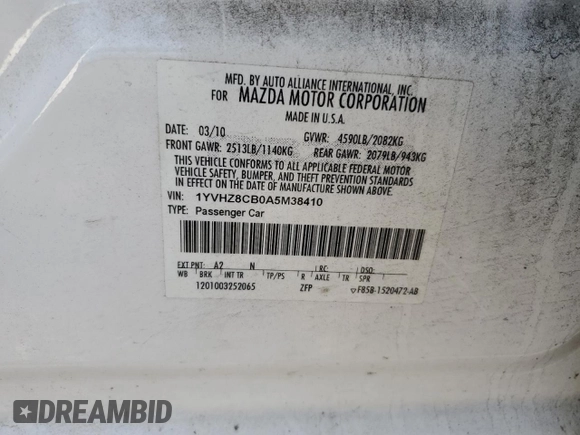 MFD. BY AUTO ALLIANCE INTERNATIONAL, INC.
FOR MAZDA MOTOR CORPORATION
MADE IN U.S.A.
DATE: 03/10 GVWR: 4590LB/2082KG
FRONT GAWR: 2513LB/1140KG REAR GAWR: 2079LB/943KG
THIS VEHICLE CONFORMS TO ALL APPLICABLE FEDERAL MOTOR
VEHICLE SAFETY, BUMPER, AND THEFT PREVENTION STANDARDS
IN EFFECT ON THE DATE OF MANUFACTURE SHOWN ABOVE.
VIN: 1YVHZ8CB0A5M38410
TYPE: Passenger Car
EXT PNT: A2 N RC: DSO:
WB BRK INT TR TP/PS R AXLE TR SPR
1201003252065 ZFP F85B-1520472-AB
DREAMBID